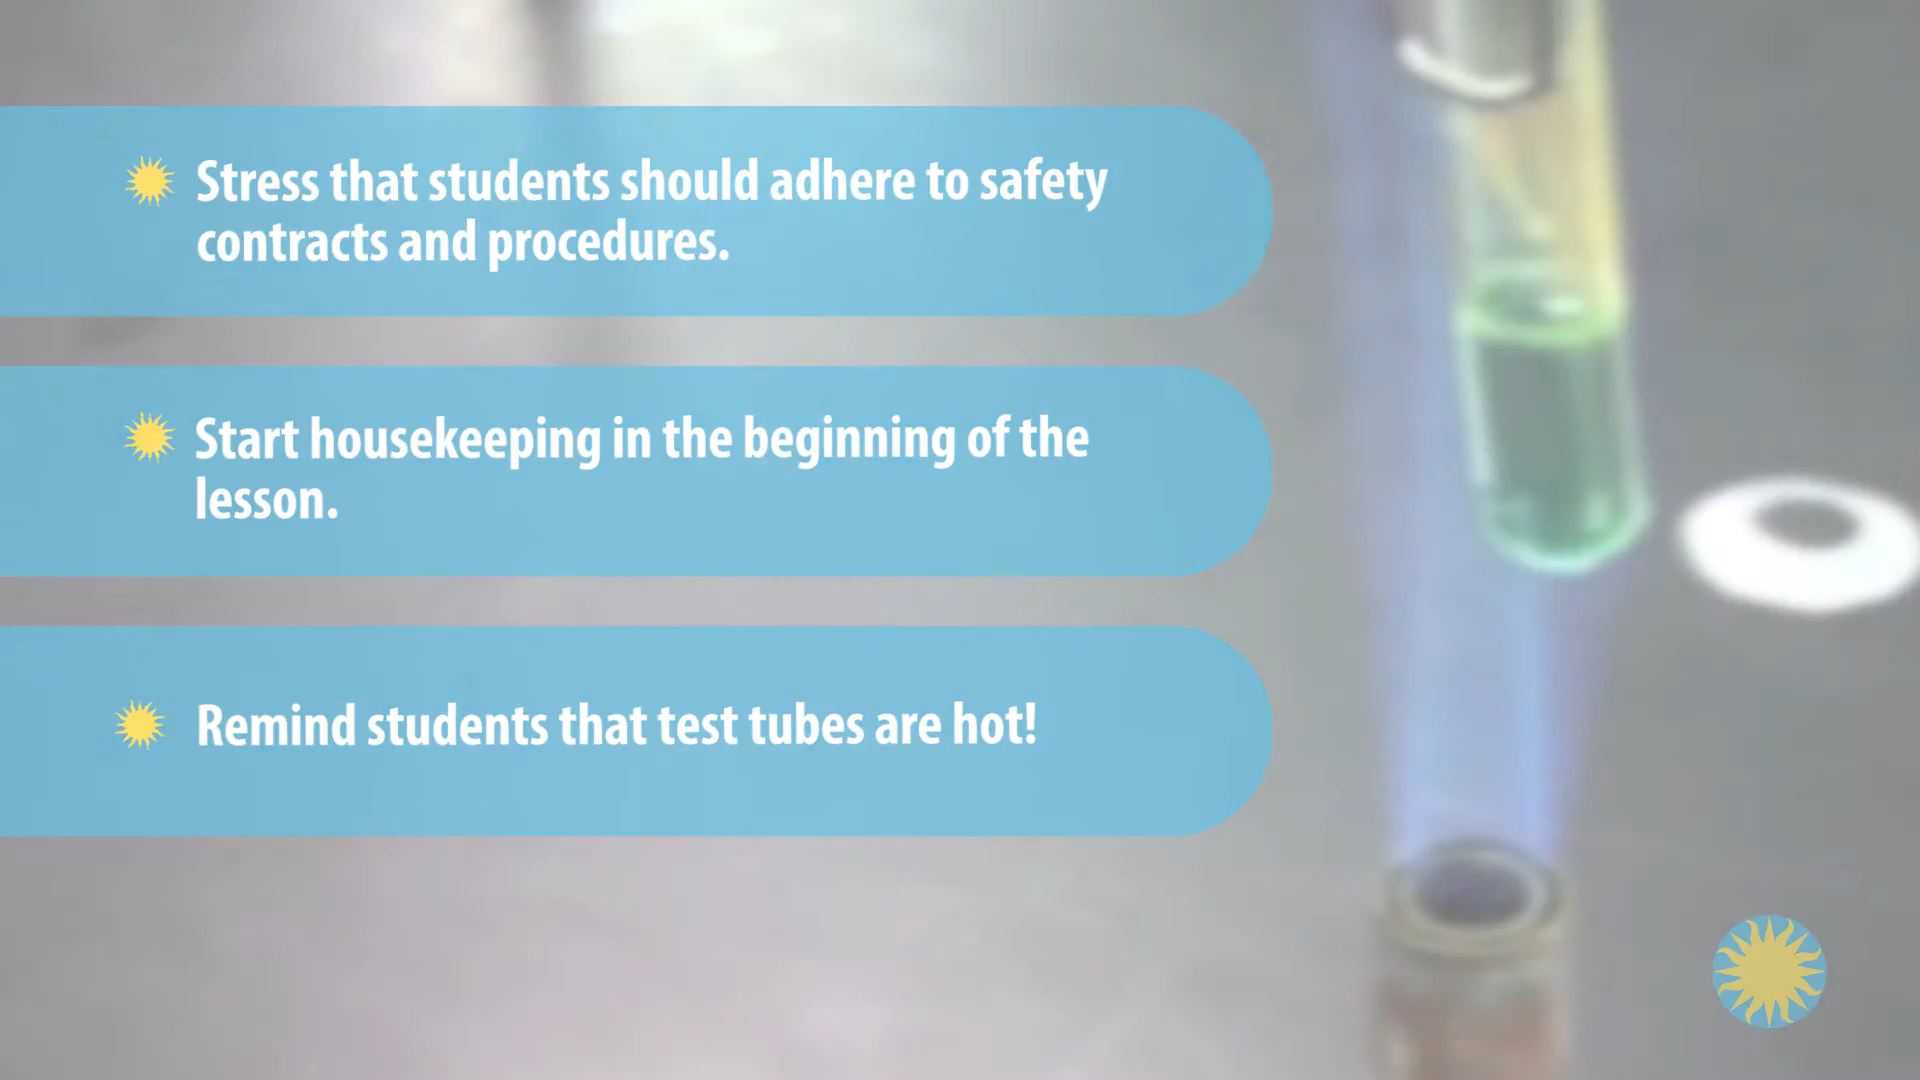 Stress that students should adhere to safety
contracts and procedures.
Start housekeeping in the beginning of the
lesson.
Remind students that test tubes are hot!